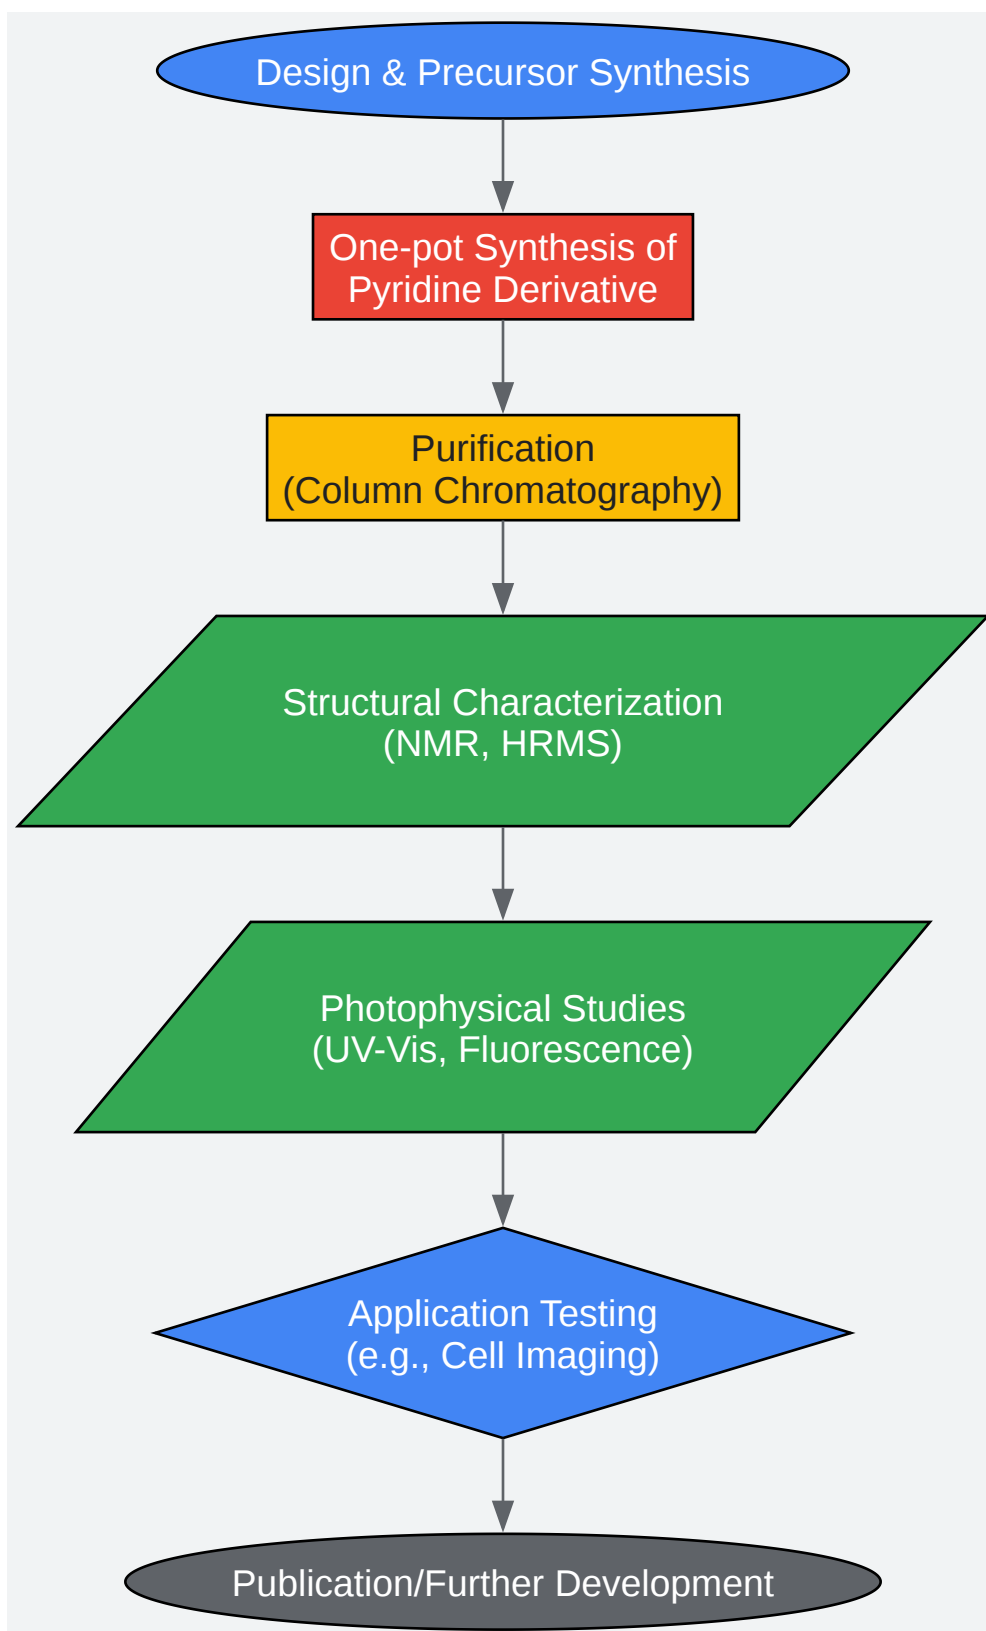 Design & Precursor Synthesis
One-pot Synthesis of
Pyridine Derivative
Purification
(Column Chromatography)
Structural Characterization
(NMR, HRMS)
Photophysical Studies
(UV-Vis, Fluorescence)
Application Testing
(e.g., Cell Imaging)
Publication/Further Development